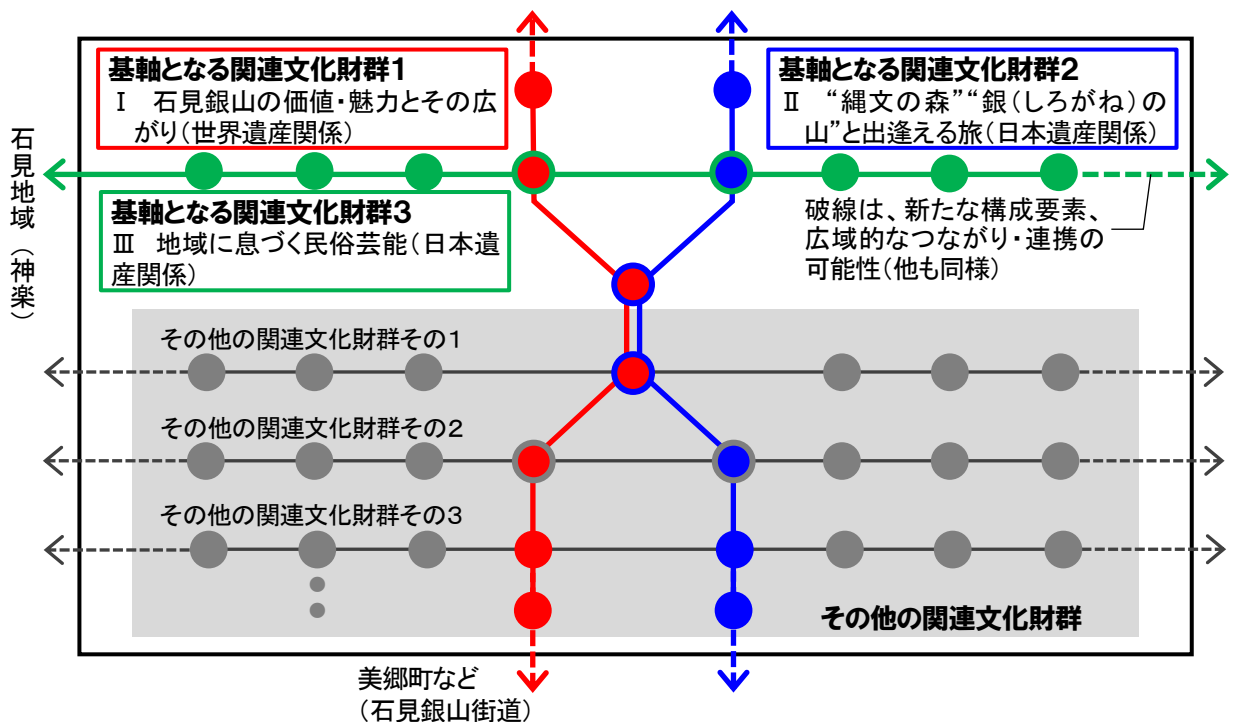 基軸となる関連文化財群1
Ⅰ 石見銀山の価値・魅力とその広
がり(世界遺産関係)
基軸となる関連文化財群2
Ⅱ “縄文の森”“銀(しろがね)の
山”と出逢える旅(日本遺産関係)
石見地域(神楽)
基軸となる関連文化財群3
Ⅲ 地域に息づく民俗芸能(日本遺
産関係)
破線は、新たな構成要素、
広域的なつながり・連携の
可能性(他も同様)
その他の関連文化財群その1
その他の関連文化財群その2
その他の関連文化財群その3
その他の関連文化財群
美郷町など
(石見銀山街道)